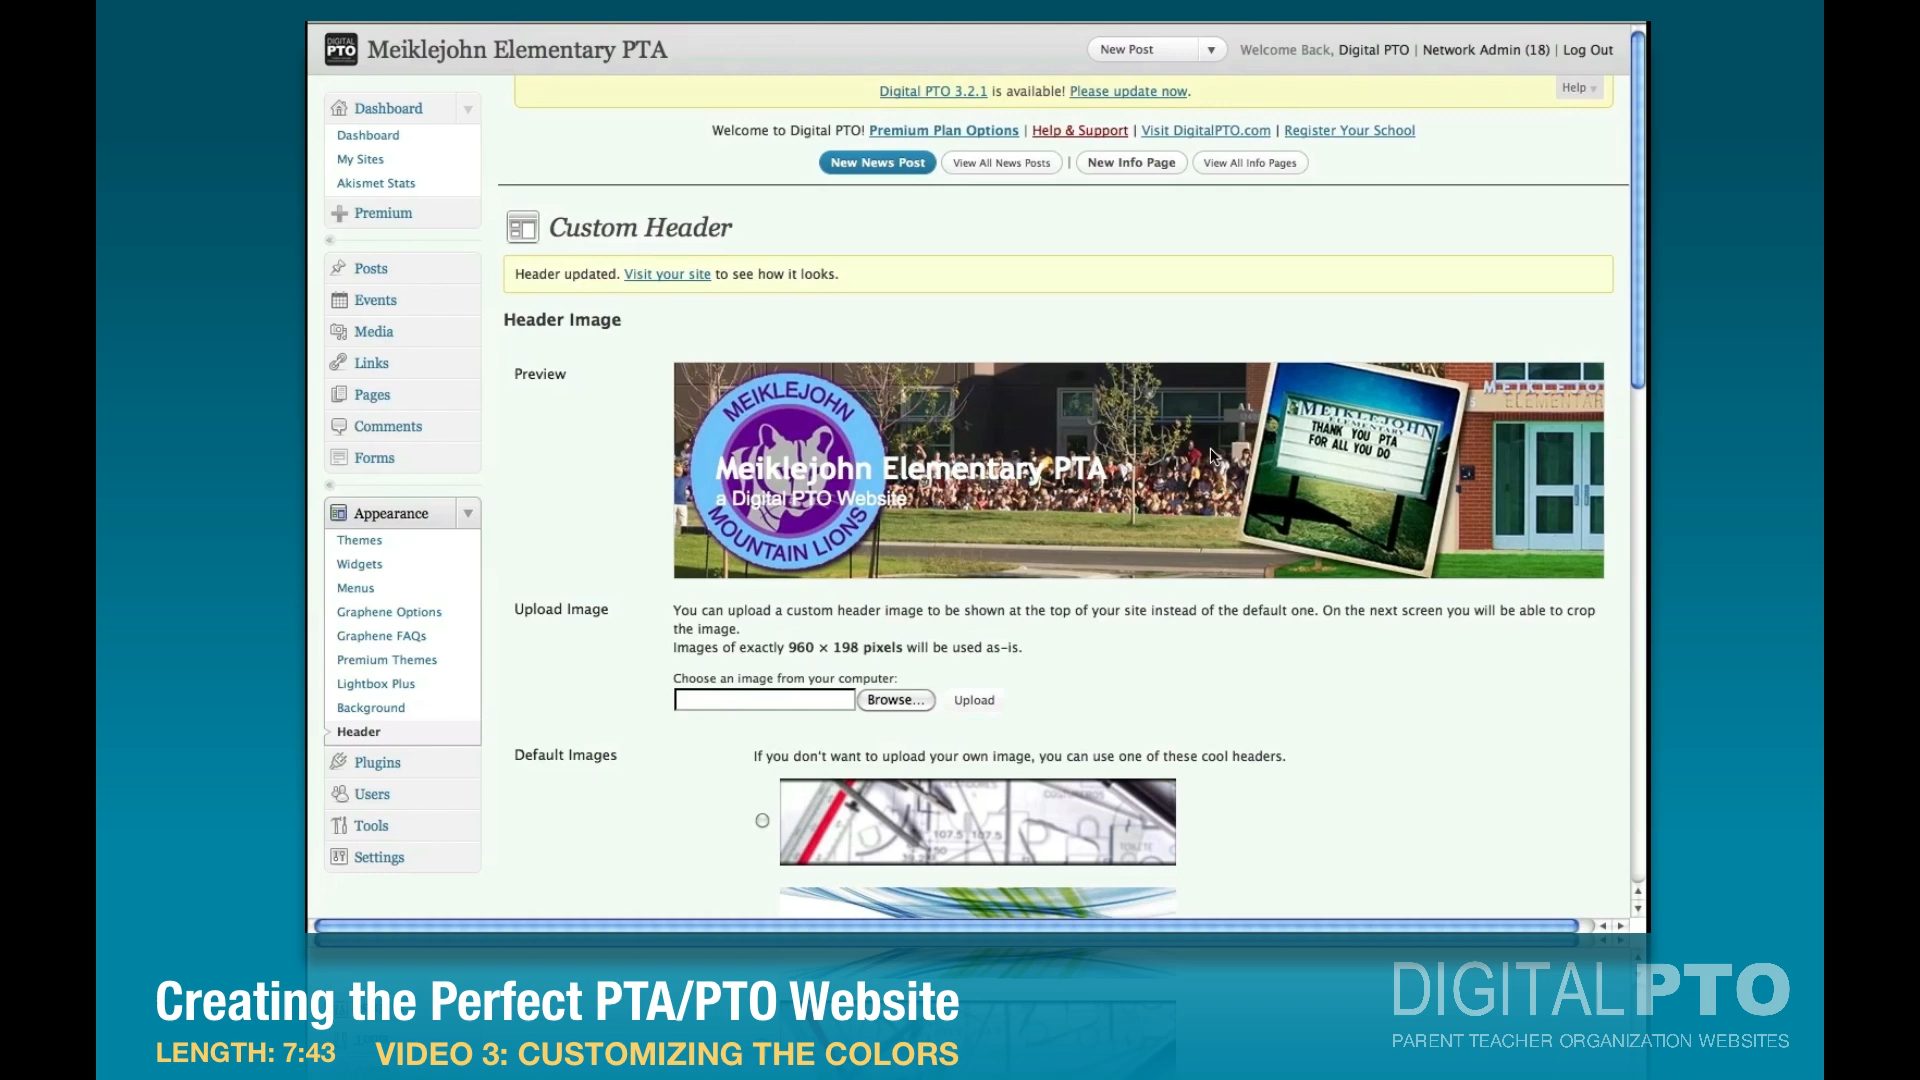 DIGITAL
PTO
Meiklejohn Elementary PTA
New Post
Welcome Back, Digital PTO | Network Admin (18) | Log Out
Digital PTO 3.2.1 is available! Please update now.
Help
Welcome to Digital PTO! Premium Plan Options | Help & Support | Visit DigitalPTO.com | Register Your School
New News Post
View All News Posts
|
New Info Page
View All Info Pages
Dashboard
Dashboard
My Sites
Akismet Stats
Premium
Posts
Events
Media
Links
Pages
Comments
Forms
Appearance
Themes
Widgets
Menus
Graphene Options
Graphene FAQs
Premium Themes
Lightbox Plus
Background
Header
Plugins
Users
Tools
Settings
Custom Header
Header updated. Visit your site to see how it looks.
Header Image
Preview
MEIKLEJOHN
MOUNTAIN LIONS
Meiklejohn Elementary PTA
a Digital PTO Website
MEIKLEJOHN
ELEMENTARY
THANK YOU PTA
FOR ALL YOU DO
MEIKLEJO
ELEMENTAR
Upload Image
You can upload a custom header image to be shown at the top of your site instead of the default one. On the next screen you will be able to crop
the image.
Images of exactly 960 × 198 pixels will be used as-is.
Choose an image from your computer:
Browse...
Upload
Default Images
If you don't want to upload your own image, you can use one of these cool headers.
107.5 107.5
Creating the Perfect PTA/PTO Website
LENGTH: 7:43
VIDEO 3: CUSTOMIZING THE COLORS
DIGITALPTO
PARENT TEACHER ORGANIZATION WEBSITES